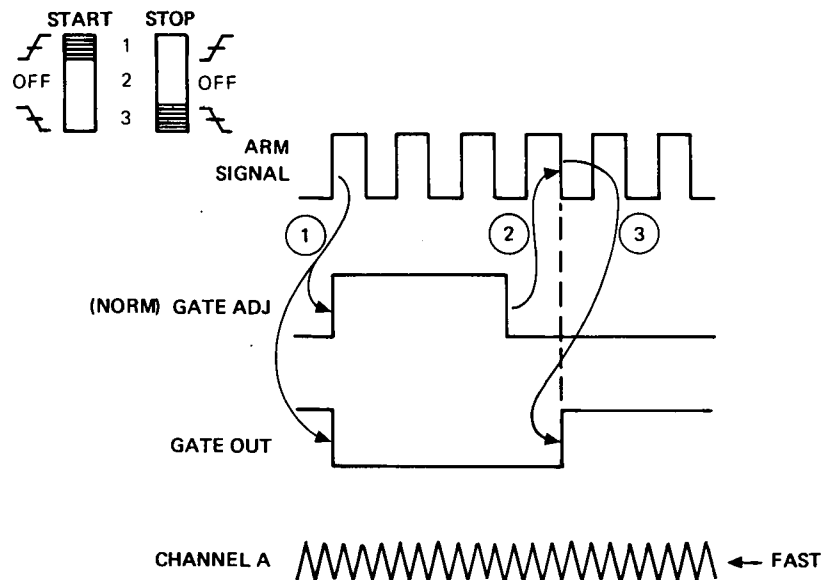 START STOP
1
OFF 2 OFF
3
ARM
SIGNAL
1 2 3
(NORM) GATE ADJ
GATE OUT
CHANNEL A FAST